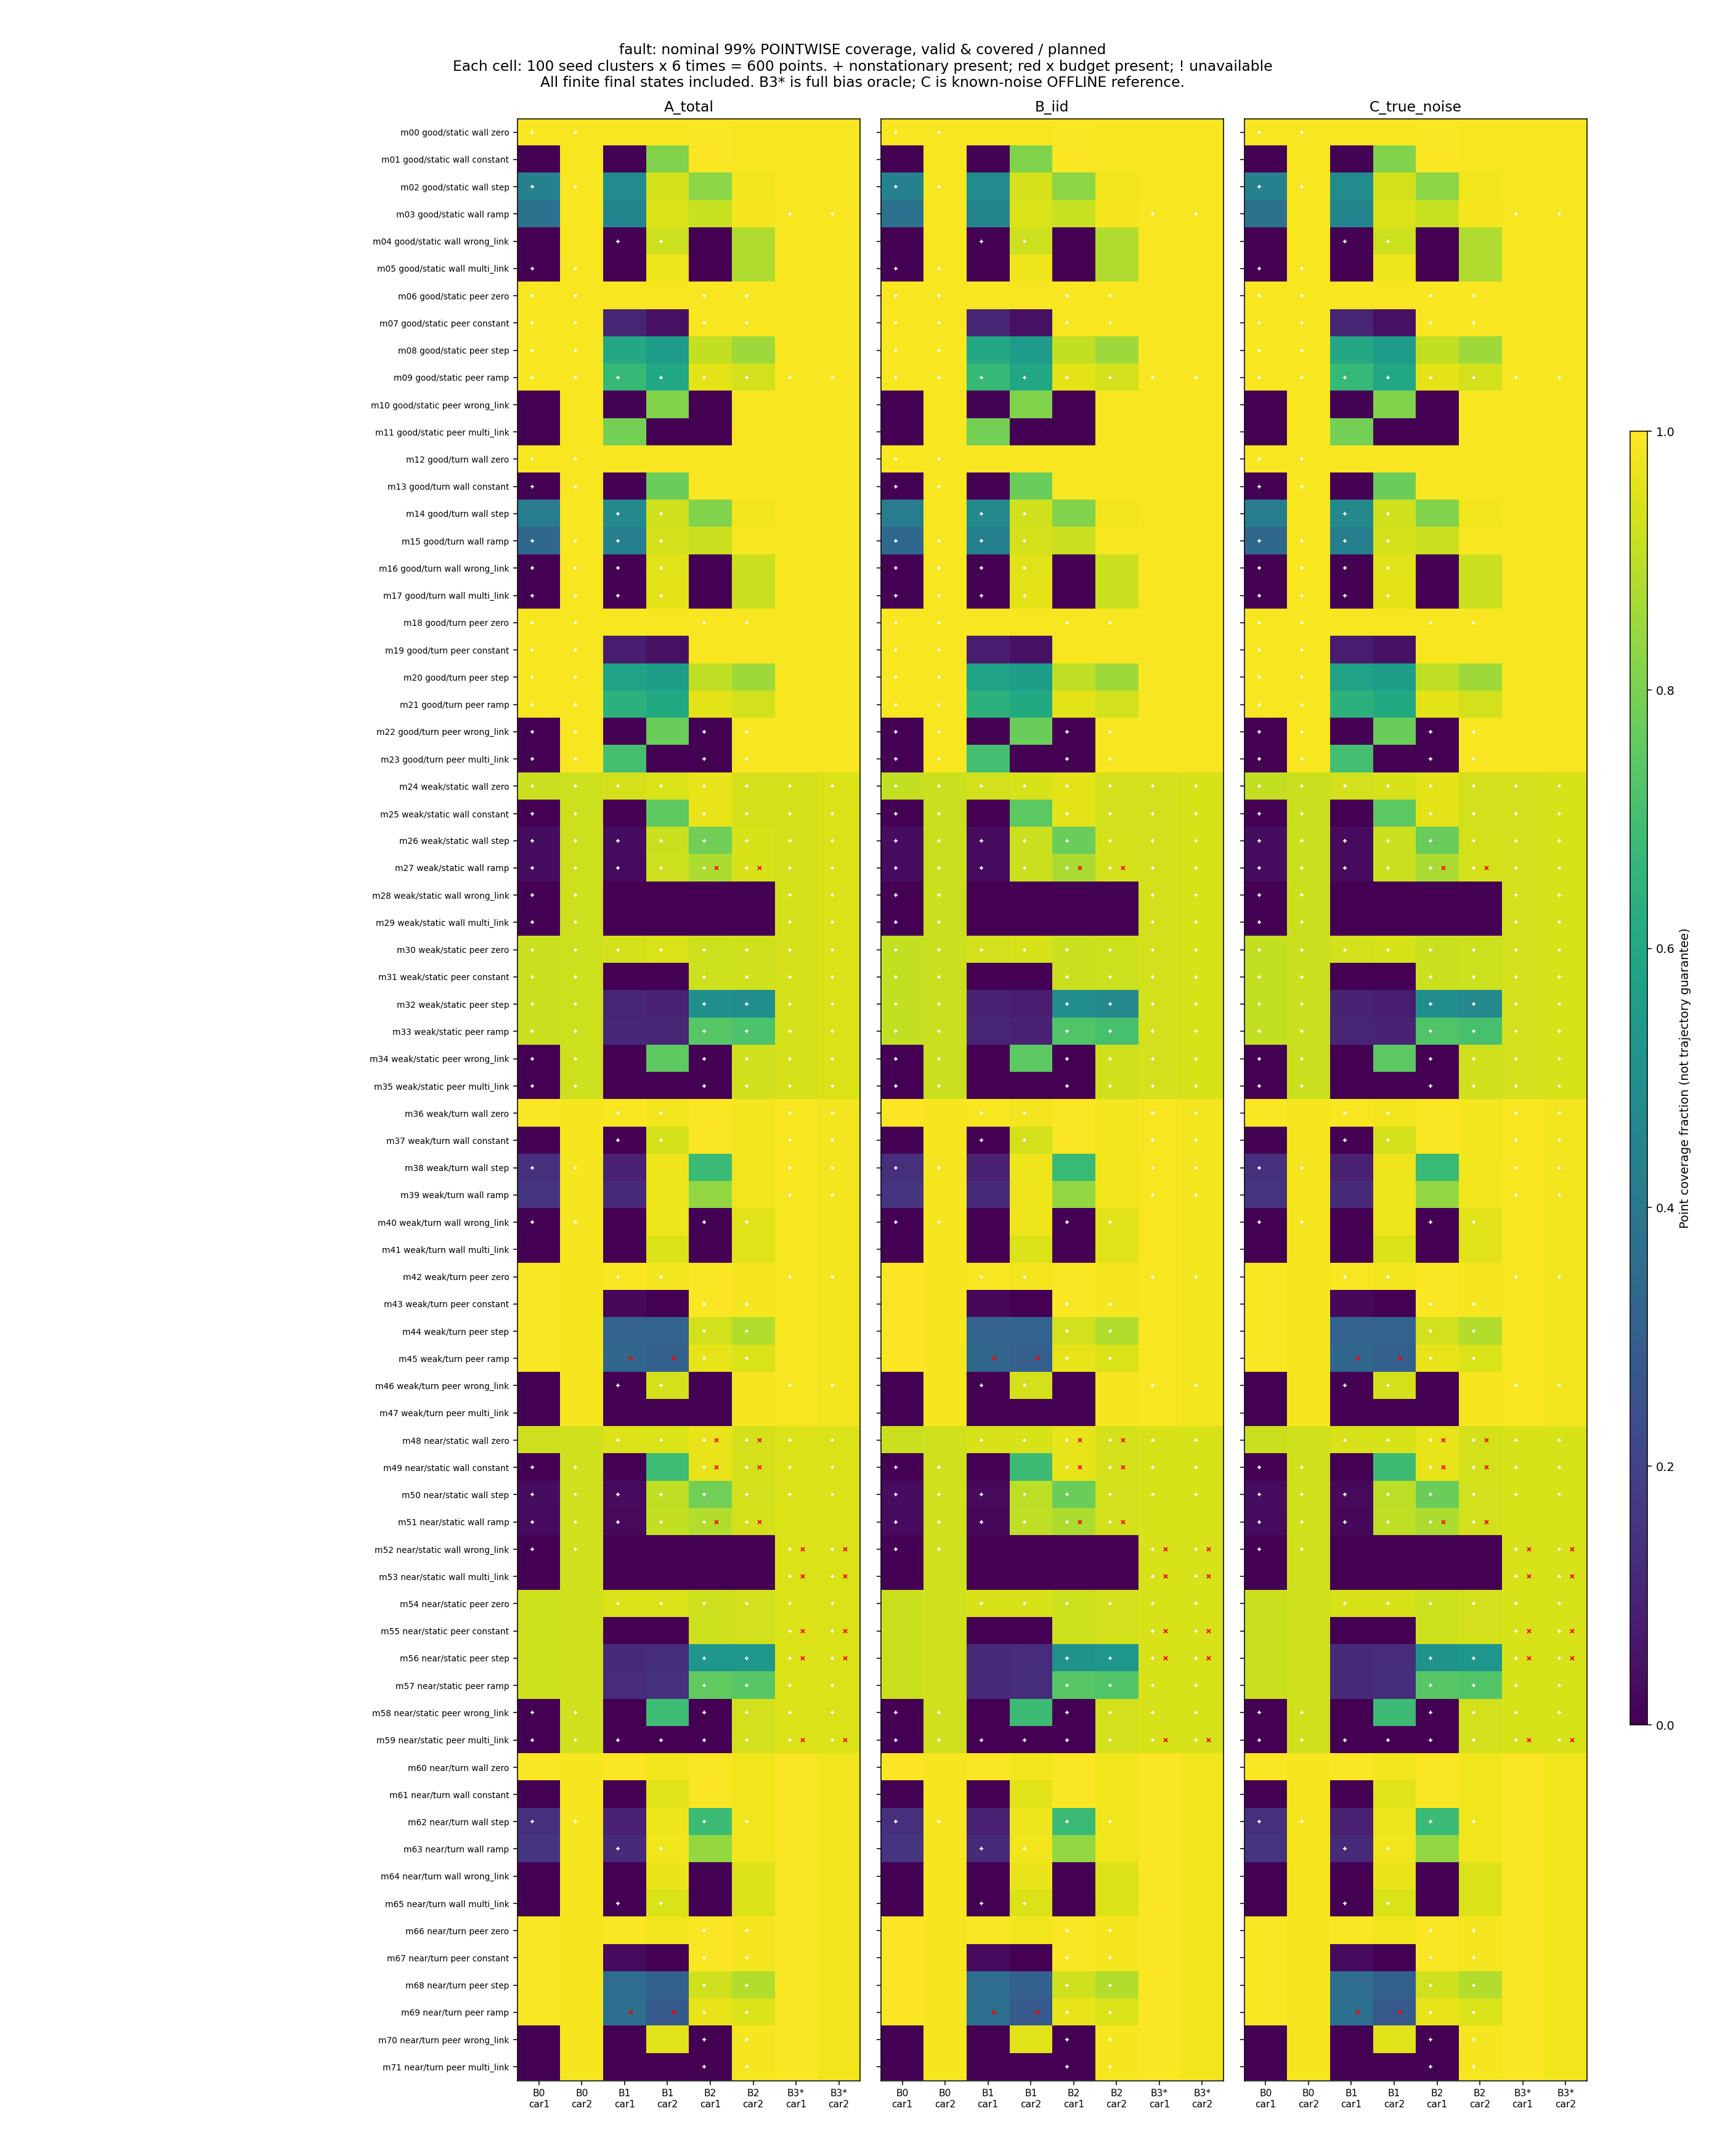 fault: nominal 99% POINTWISE coverage, valid & covered / planned
Each cell: 100 seed clusters x 6 times = 600 points. + nonstationary present; red x budget present; ! unavailable
All finite final states included. B3* is full bias oracle; C is known-noise OFFLINE reference.
A_total
B_iid
C_true_noise
m00 good/static wall zero
m01 good/static wall constant
m02 good/static wall step
m03 good/static wall ramp
m04 good/static wall wrong_link
m05 good/static wall multi_link
m06 good/static peer zero
m07 good/static peer constant
m08 good/static peer step
m09 good/static peer ramp
m10 good/static peer wrong_link
m11 good/static peer multi_link
m12 good/turn wall zero
m13 good/turn wall constant
m14 good/turn wall step
m15 good/turn wall ramp
m16 good/turn wall wrong_link
m17 good/turn wall multi_link
m18 good/turn peer zero
m19 good/turn peer constant
m20 good/turn peer step
m21 good/turn peer ramp
m22 good/turn peer wrong_link
m23 good/turn peer multi_link
m24 weak/static wall zero
m25 weak/static wall constant
m26 weak/static wall step
m27 weak/static wall ramp
m28 weak/static wall wrong_link
m29 weak/static wall multi_link
m30 weak/static peer zero
m31 weak/static peer constant
m32 weak/static peer step
m33 weak/static peer ramp
m34 weak/static peer wrong_link
m35 weak/static peer multi_link
m36 weak/turn wall zero
m37 weak/turn wall constant
m38 weak/turn wall step
m39 weak/turn wall ramp
m40 weak/turn wall wrong_link
m41 weak/turn wall multi_link
m42 weak/turn peer zero
m43 weak/turn peer constant
m44 weak/turn peer step
m45 weak/turn peer ramp
m46 weak/turn peer wrong_link
m47 weak/turn peer multi_link
m48 near/static wall zero
m49 near/static wall constant
m50 near/static wall step
m51 near/static wall ramp
m52 near/static wall wrong_link
m53 near/static wall multi_link
m54 near/static peer zero
m55 near/static peer constant
m56 near/static peer step
m57 near/static peer ramp
m58 near/static peer wrong_link
m59 near/static peer multi_link
m60 near/turn wall zero
m61 near/turn wall constant
m62 near/turn wall step
m63 near/turn wall ramp
m64 near/turn wall wrong_link
m65 near/turn wall multi_link
m66 near/turn peer zero
m67 near/turn peer constant
m68 near/turn peer step
m69 near/turn peer ramp
m70 near/turn peer wrong_link
m71 near/turn peer multi_link
B0 B0 B1 B1 B2 B2 B3* B3*
car1 car2 car1 car2 car1 car2 car1 car2
B0 B0 B1 B1 B2 B2 B3* B3*
car1 car2 car1 car2 car1 car2 car1 car2
B0 B0 B1 B1 B2 B2 B3* B3*
car1 car2 car1 car2 car1 car2 car1 car2
1.0
0.8
0.6
0.4
0.2
0.0
Point coverage fraction (not trajectory guarantee)